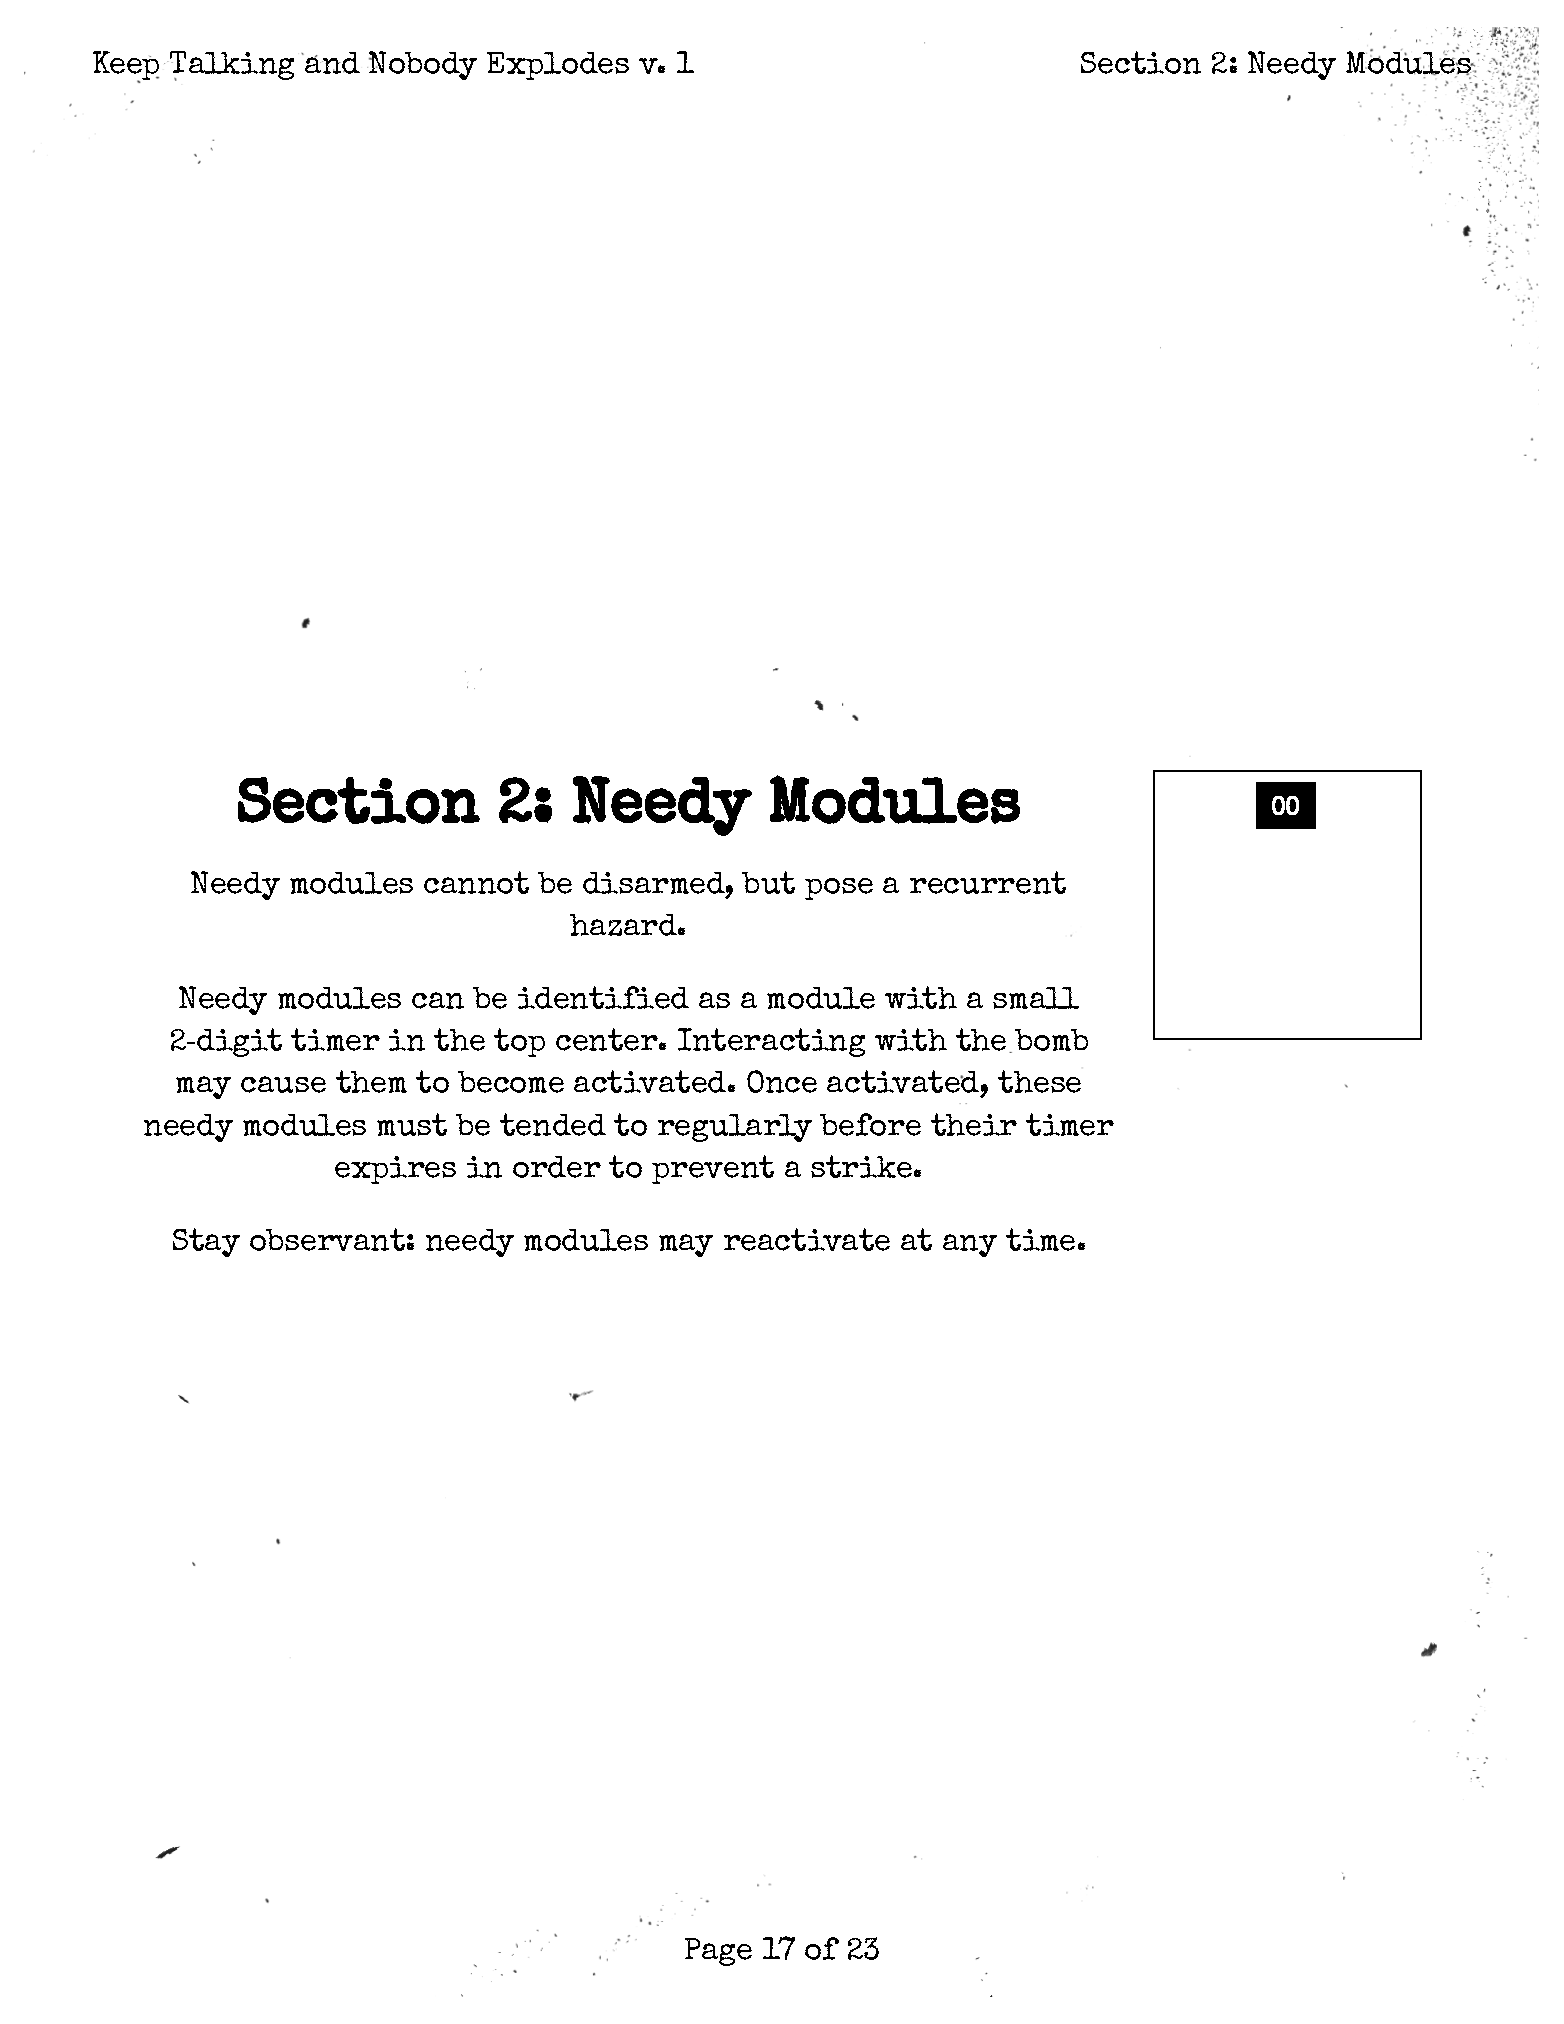 Keep Talking and Nobody Explodes v. 1
Section 2: Needy Modules
Section 2: Needy Modules
00
Needy modules cannot be disarmed, but pose a recurrent
hazard.
Needy modules can be identified as a module with a small
2-digit timer in the top center. Interacting with the bomb
may cause them to become activated. Once activated, these
needy modules must be tended to regularly before their timer
expires in order to prevent a strike.
Stay observant: needy modules may reactivate at any time.
Page 17 of 23